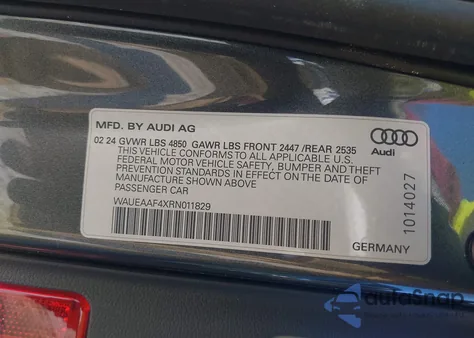 MFD. BY AUDI AG
02 24 GVWR LBS 4850 GAWR LBS FRONT 2447 /REAR 2535
THIS VEHICLE CONFORMS TO ALL APPLICABLE U.S.
FEDERAL MOTOR VEHICLE SAFETY, BUMPER AND THEFT
PREVENTION STANDARDS IN EFFECT ON THE DATE OF
MANUFACTURE SHOWN ABOVE
PASSENGER CAR
WAUEAAF4XRN011829
Audi
1014027
GERMANY
autosnap